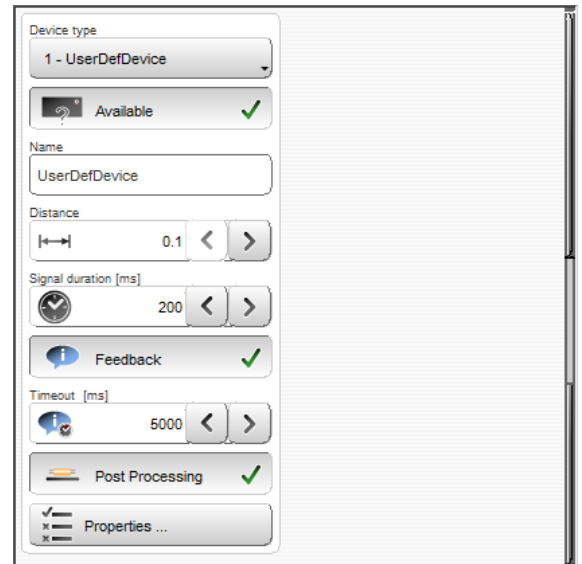 Device type
1 - UserDefDevice
Available
Name
UserDefDevice
Distance
0.1
Signal duration [ms]
200
Feedback
Timeout [ms]
5000
Post Processing
Properties ...